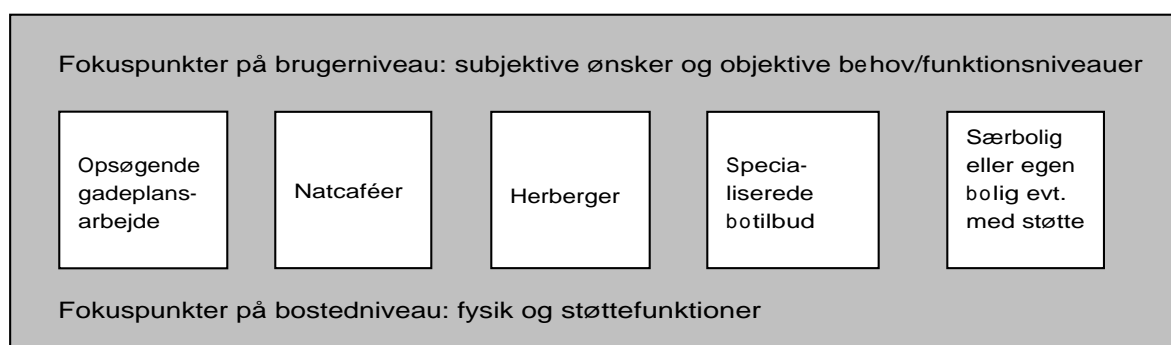 Fokuspunkter på brugerniveau: subjektive ønsker og objektive behov/funktionsniveauer
Opsøgende
gadeplans-
arbejde
Natcaféer
Herberger
Specia-
liserede
botilbud
Særbolig
eller egen
bolig evt.
med støtte
Fokuspunkter på bostedniveau: fysik og støttefunktioner